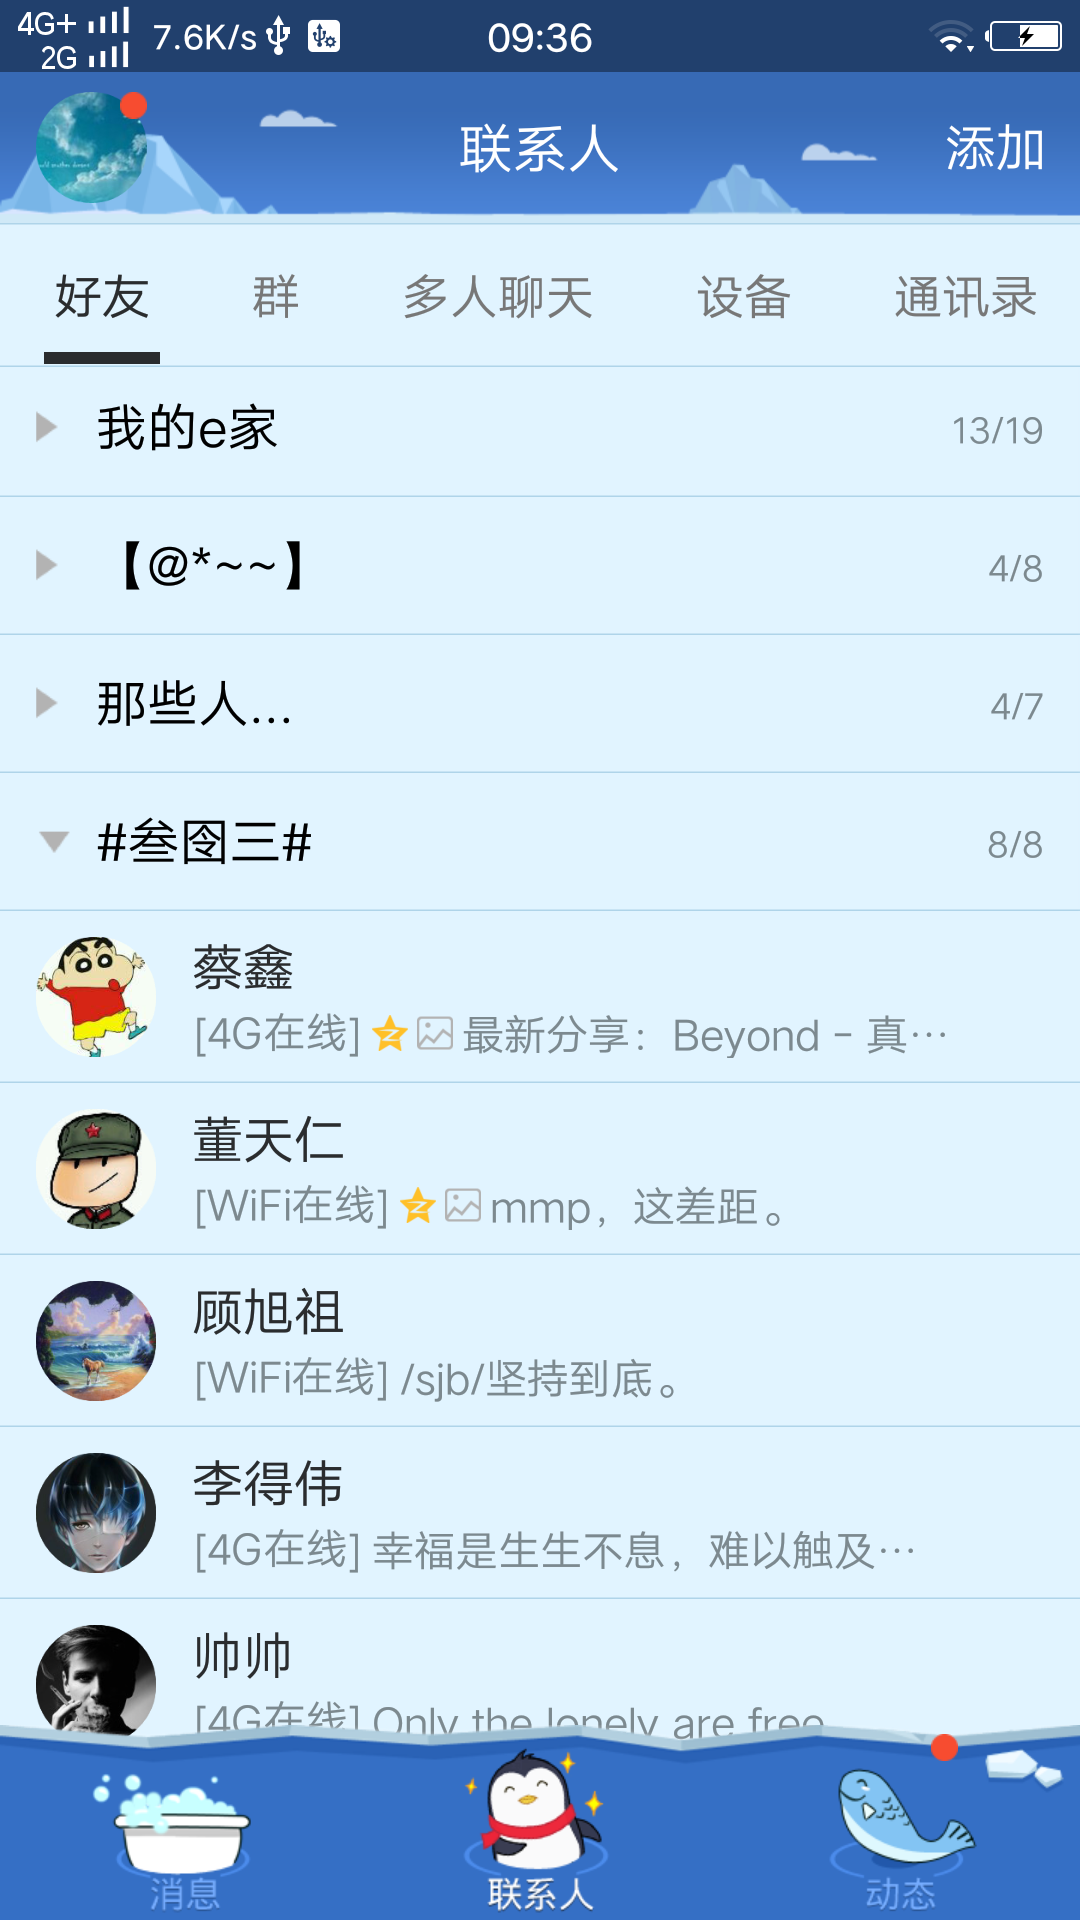 4G+ 7.6K/s 09:36
2G
联系人 添加
好友 群 多人聊天 设备 通讯录
我的e家 13/19
【@*~~】 4/8
那些人... 4/7
#叁囹三# 8/8
蔡鑫
[4G在线] 最新分享：Beyond - 真…
董天仁
[WiFi在线] mmp，这差距。
顾旭祖
[WiFi在线] /sjb/坚持到底。
李得伟
[4G在线] 幸福是生生不息，难以触及…
帅帅
[4G在线] Only the lonely are free
消息 联系人 动态